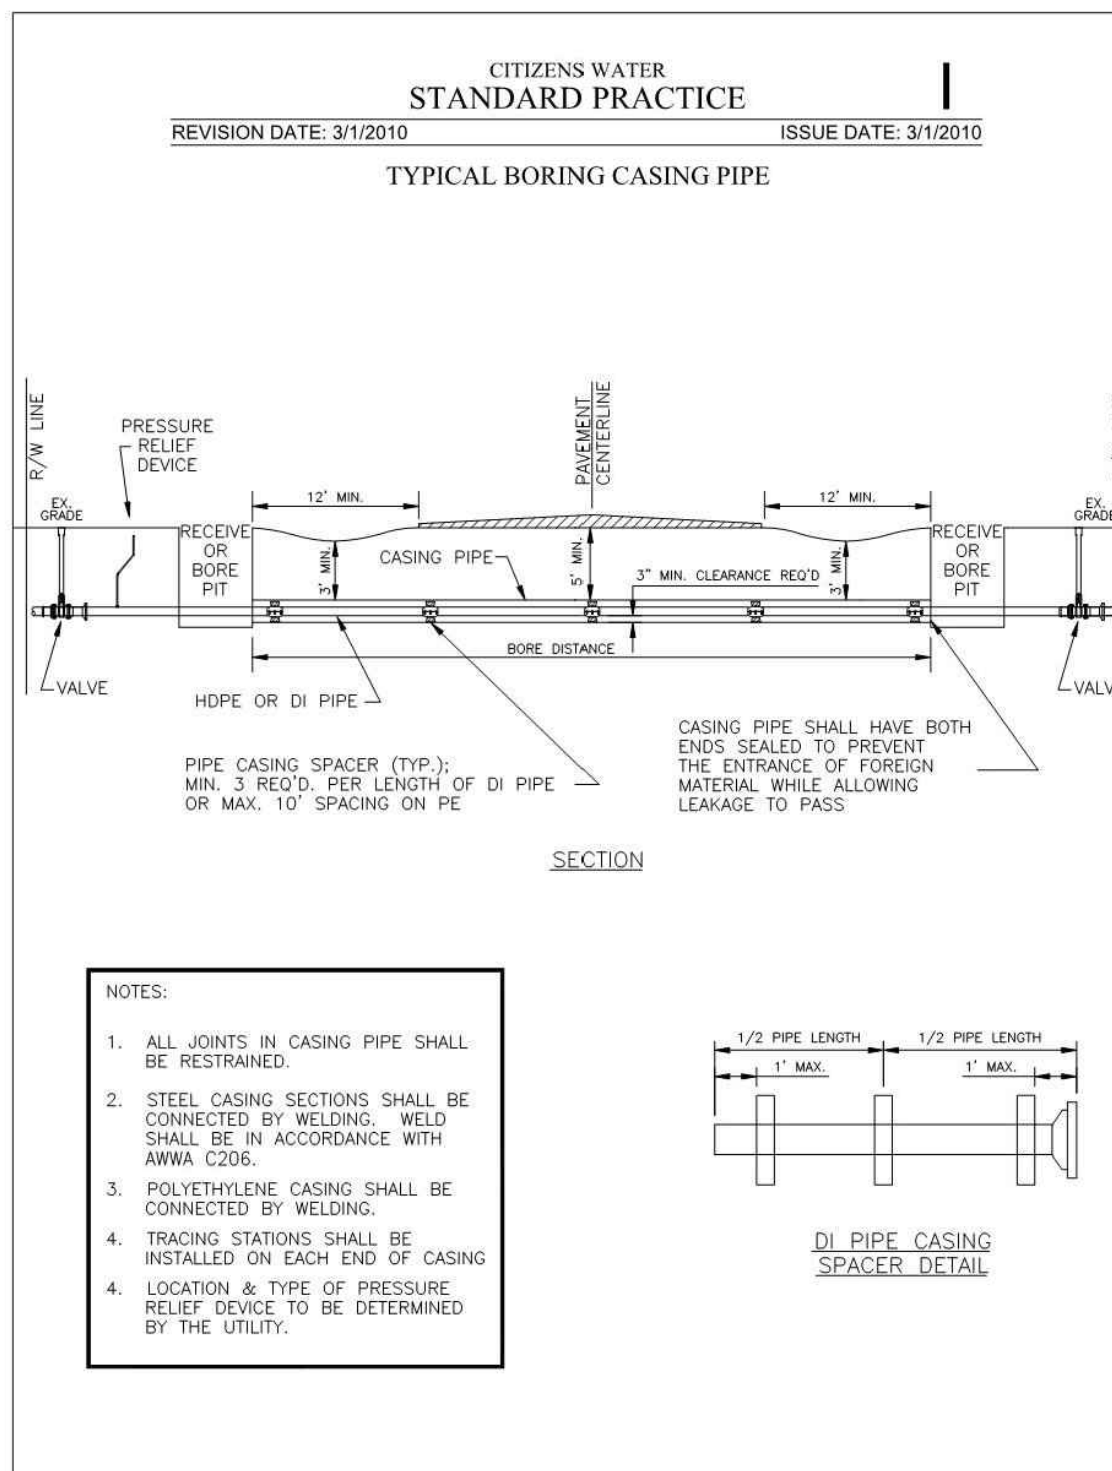 CITIZENS WATER
STANDARD PRACTICE
REVISION DATE: 3/1/2010 ISSUE DATE: 3/1/2010
TYPICAL BORING CASING PIPE
R/W LINE
PRESSURE
RELIEF
DEVICE
PAVEMENT
CENTERLINE
EX.
GRADE
12' MIN.
12' MIN.
EX.
GRADE
RECEIVE
OR
BORE
PIT
3' MIN.
CASING PIPE
5' MIN.
3" MIN. CLEARANCE REQ'D
3' MIN.
RECEIVE
OR
BORE
PIT
BORE DISTANCE
VALVE
HDPE OR DI PIPE
VALV
PIPE CASING SPACER (TYP.);
MIN. 3 REQ'D. PER LENGTH OF DI PIPE
OR MAX. 10' SPACING ON PE
CASING PIPE SHALL HAVE BOTH
ENDS SEALED TO PREVENT
THE ENTRANCE OF FOREIGN
MATERIAL WHILE ALLOWING
LEAKAGE TO PASS
SECTION
NOTES:
1. ALL JOINTS IN CASING PIPE SHALL
BE RESTRAINED.
2. STEEL CASING SECTIONS SHALL BE
CONNECTED BY WELDING. WELD
SHALL BE IN ACCORDANCE WITH
AWWA C206.
3. POLYETHYLENE CASING SHALL BE
CONNECTED BY WELDING.
4. TRACING STATIONS SHALL BE
INSTALLED ON EACH END OF CASING
4. LOCATION & TYPE OF PRESSURE
RELIEF DEVICE TO BE DETERMINED
BY THE UTILITY.
1/2 PIPE LENGTH 1/2 PIPE LENGTH
1' MAX. 1' MAX.
DI PIPE CASING
SPACER DETAIL